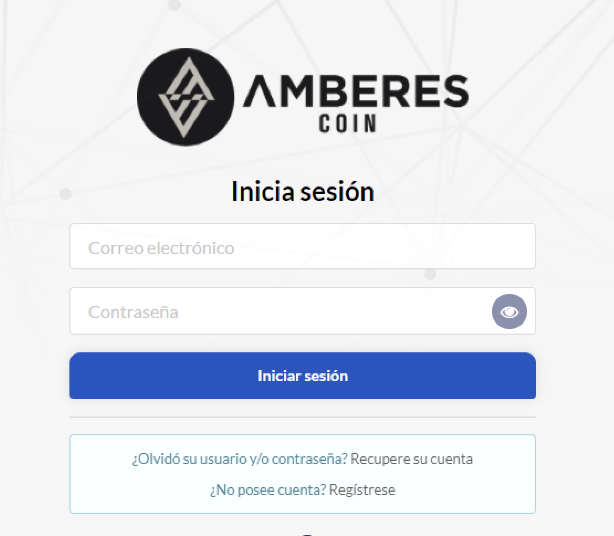 AMBERES
COIN
Inicia sesión
Correo electrónico
Contraseña
Iniciar sesión
¿Olvidó su usuario y/o contraseña? Recupere su cuenta
¿No posee cuenta? Regístrese